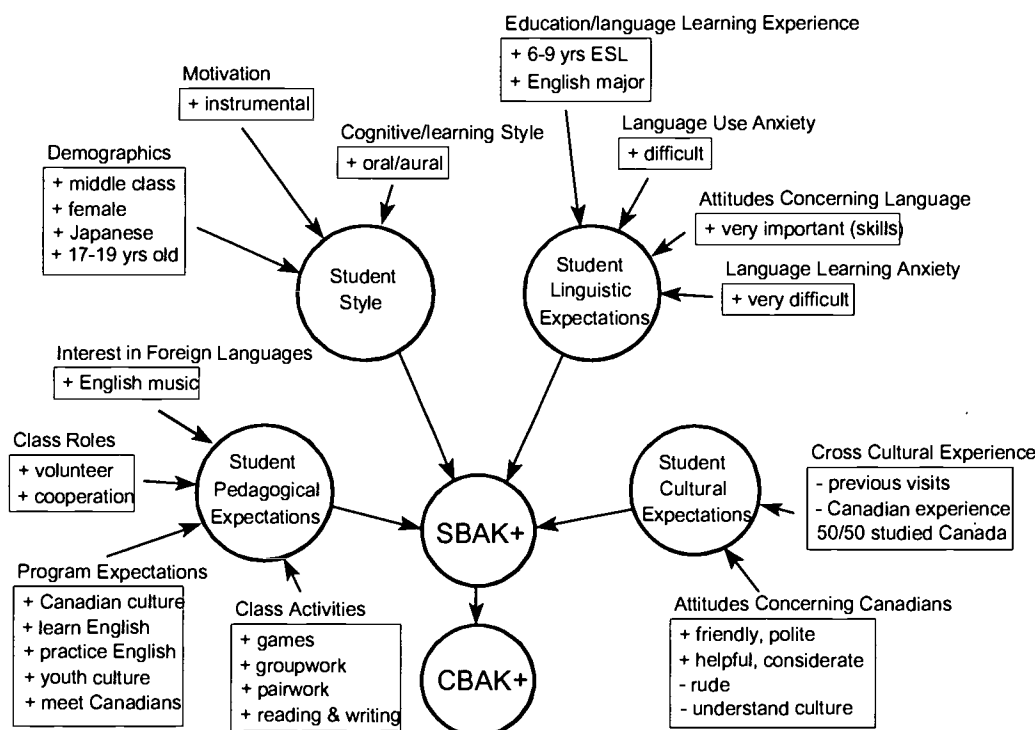 Education/language Learning Experience
+ 6-9 yrs ESL
+ English major
Motivation
+ instrumental
Cognitive/learning Style
+ oral/aural
Language Use Anxiety
+ difficult
Demographics
+ middle class
+ female
+ Japanese
+ 17-19 yrs old
Attitudes Concerning Language
+ very important (skills)
Language Learning Anxiety
+ very difficult
Student
Style
Student
Linguistic
Expectations
Interest in Foreign Languages
+ English music
Class Roles
+ volunteer
+ cooperation
Student
Pedagogical
Expectations
Student
Cultural
Expectations
Cross Cultural Experience
- previous visits
- Canadian experience
50/50 studied Canada
SBAK+
Program Expectations
+ Canadian culture
+ learn English
+ practice English
+ youth culture
+ meet Canadians
Class Activities
+ games
+ groupwork
+ pairwork
+ reading & writing
CBAK+
Attitudes Concerning Canadians
+ friendly, polite
+ helpful, considerate
- rude
- understand culture